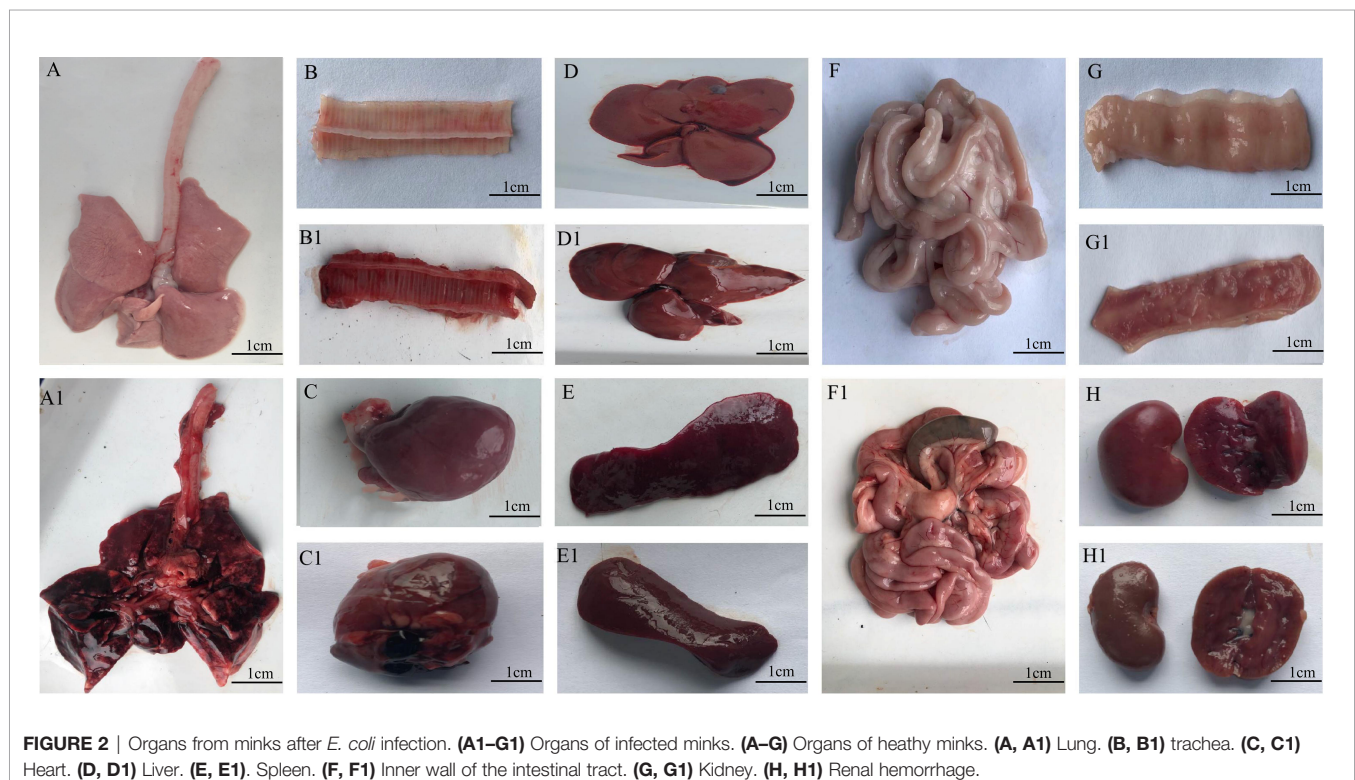 A
1cm
B
1cm
D
1cm
F
1cm
G
1cm
B1
1cm
D1
1cm
G1
1cm
A1
1cm
C
1cm
E
1cm
F1
1cm
H
1cm
C1
1cm
E1
1cm
H1
1cm
FIGURE 2 | Organs from minks after E. coli infection. (A1–G1) Organs of infected minks. (A–G) Organs of heathy minks. (A, A1) Lung. (B, B1) trachea. (C, C1)
Heart. (D, D1) Liver. (E, E1). Spleen. (F, F1) Inner wall of the intestinal tract. (G, G1) Kidney. (H, H1) Renal hemorrhage.